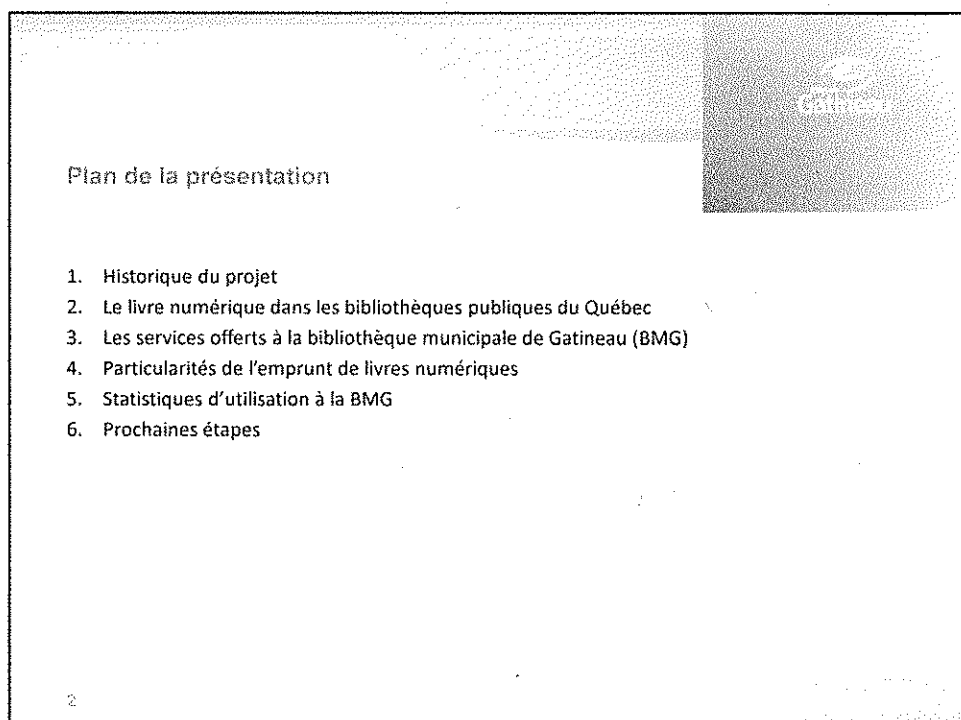 Gatineau
Plan de la présentation
1. Historique du projet
2. Le livre numérique dans les bibliothèques publiques du Québec
3. Les services offerts à la bibliothèque municipale de Gatineau (BMG)
4. Particularités de l'emprunt de livres numériques
5. Statistiques d'utilisation à la BMG
6. Prochaines étapes
2